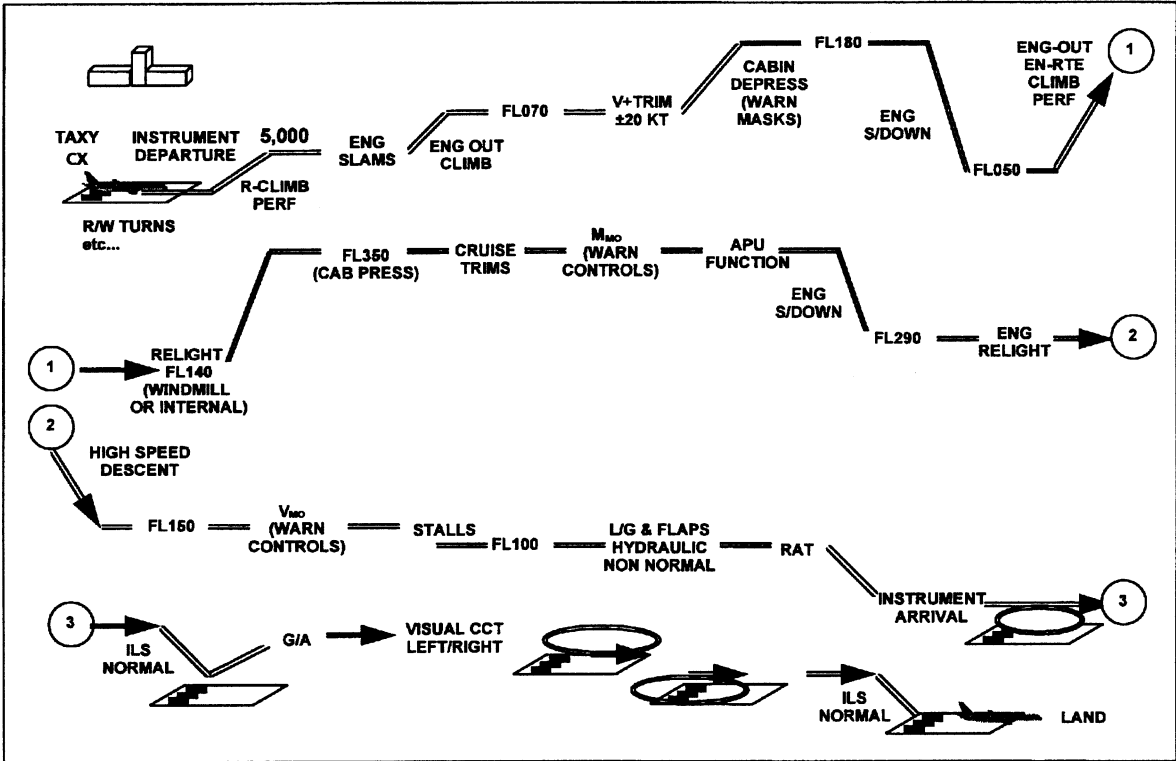 TAXY
CX
INSTRUMENT
DEPARTURE
5,000
R/W TURNS
etc...
R-CLIMB
PERF
ENG
SLAMS
ENG OUT
CLIMB
FL070
V+TRIM
±20 KT
CABIN
DEPRESS
(WARN
MASKS)
FL180
ENG
S/DOWN
FL050
ENG-OUT
EN-RTE
CLIMB
PERF
1
1
RELIGHT
FL140
(WINDMILL
OR INTERNAL)
FL350
(CAB PRESS)
CRUISE
TRIMS
MMO
(WARN
CONTROLS)
APU
FUNCTION
ENG
S/DOWN
FL290
ENG
RELIGHT
2
2
HIGH SPEED
DESCENT
FL150
VMO
(WARN
CONTROLS)
STALLS
FL100
L/G & FLAPS
HYDRAULIC
NON NORMAL
RAT
INSTRUMENT
ARRIVAL
3
3
ILS
NORMAL
G/A
VISUAL CCT
LEFT/RIGHT
ILS
NORMAL
LAND